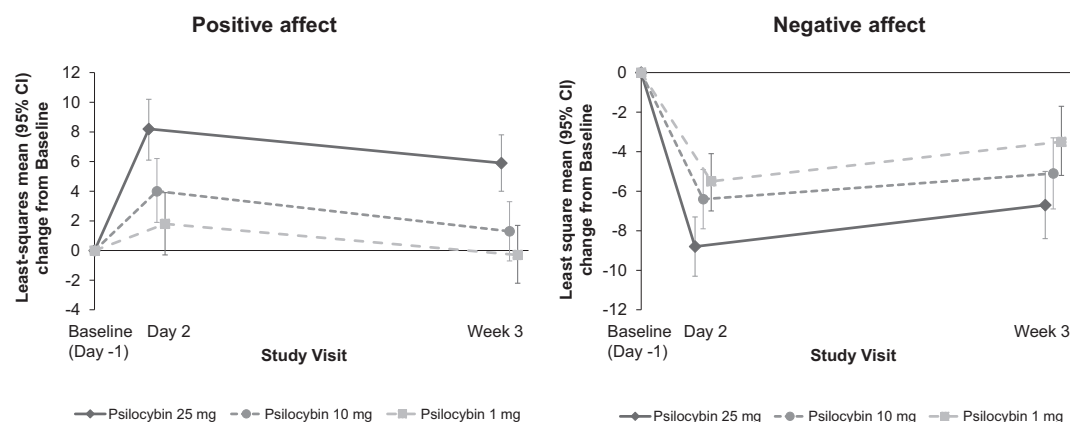 Positive affect
Least-squares mean (95% CI)
change from Baseline
12
10
8
6
4
2
0
-2
-4
Baseline
(Day -1)
Day 2
Week 3
Study Visit
Psilocybin 25 mg
Psilocybin 10 mg
Psilocybin 1 mg
Negative affect
Least square mean (95% CI)
change from Baseline
0
-2
-4
-6
-8
-10
-12
Baseline
(Day -1)
Day 2
Week 3
Study Visit
Psilocybin 25 mg
Psilocybin 10 mg
Psilocybin 1 mg